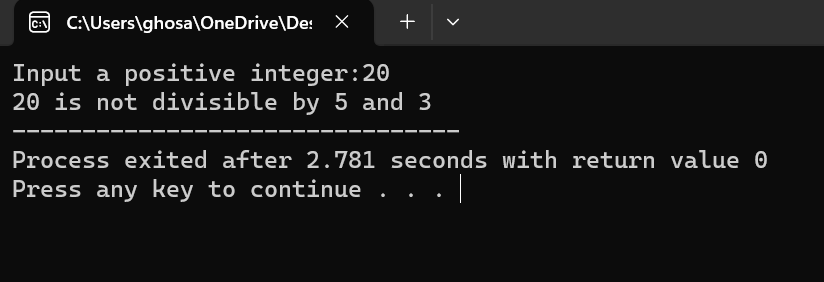 C:\Users\ghosa\OneDrive\Des
Input a positive integer:20
20 is not divisible by 5 and 3
--------------------------------
Process exited after 2.781 seconds with return value 0
Press any key to continue . . .